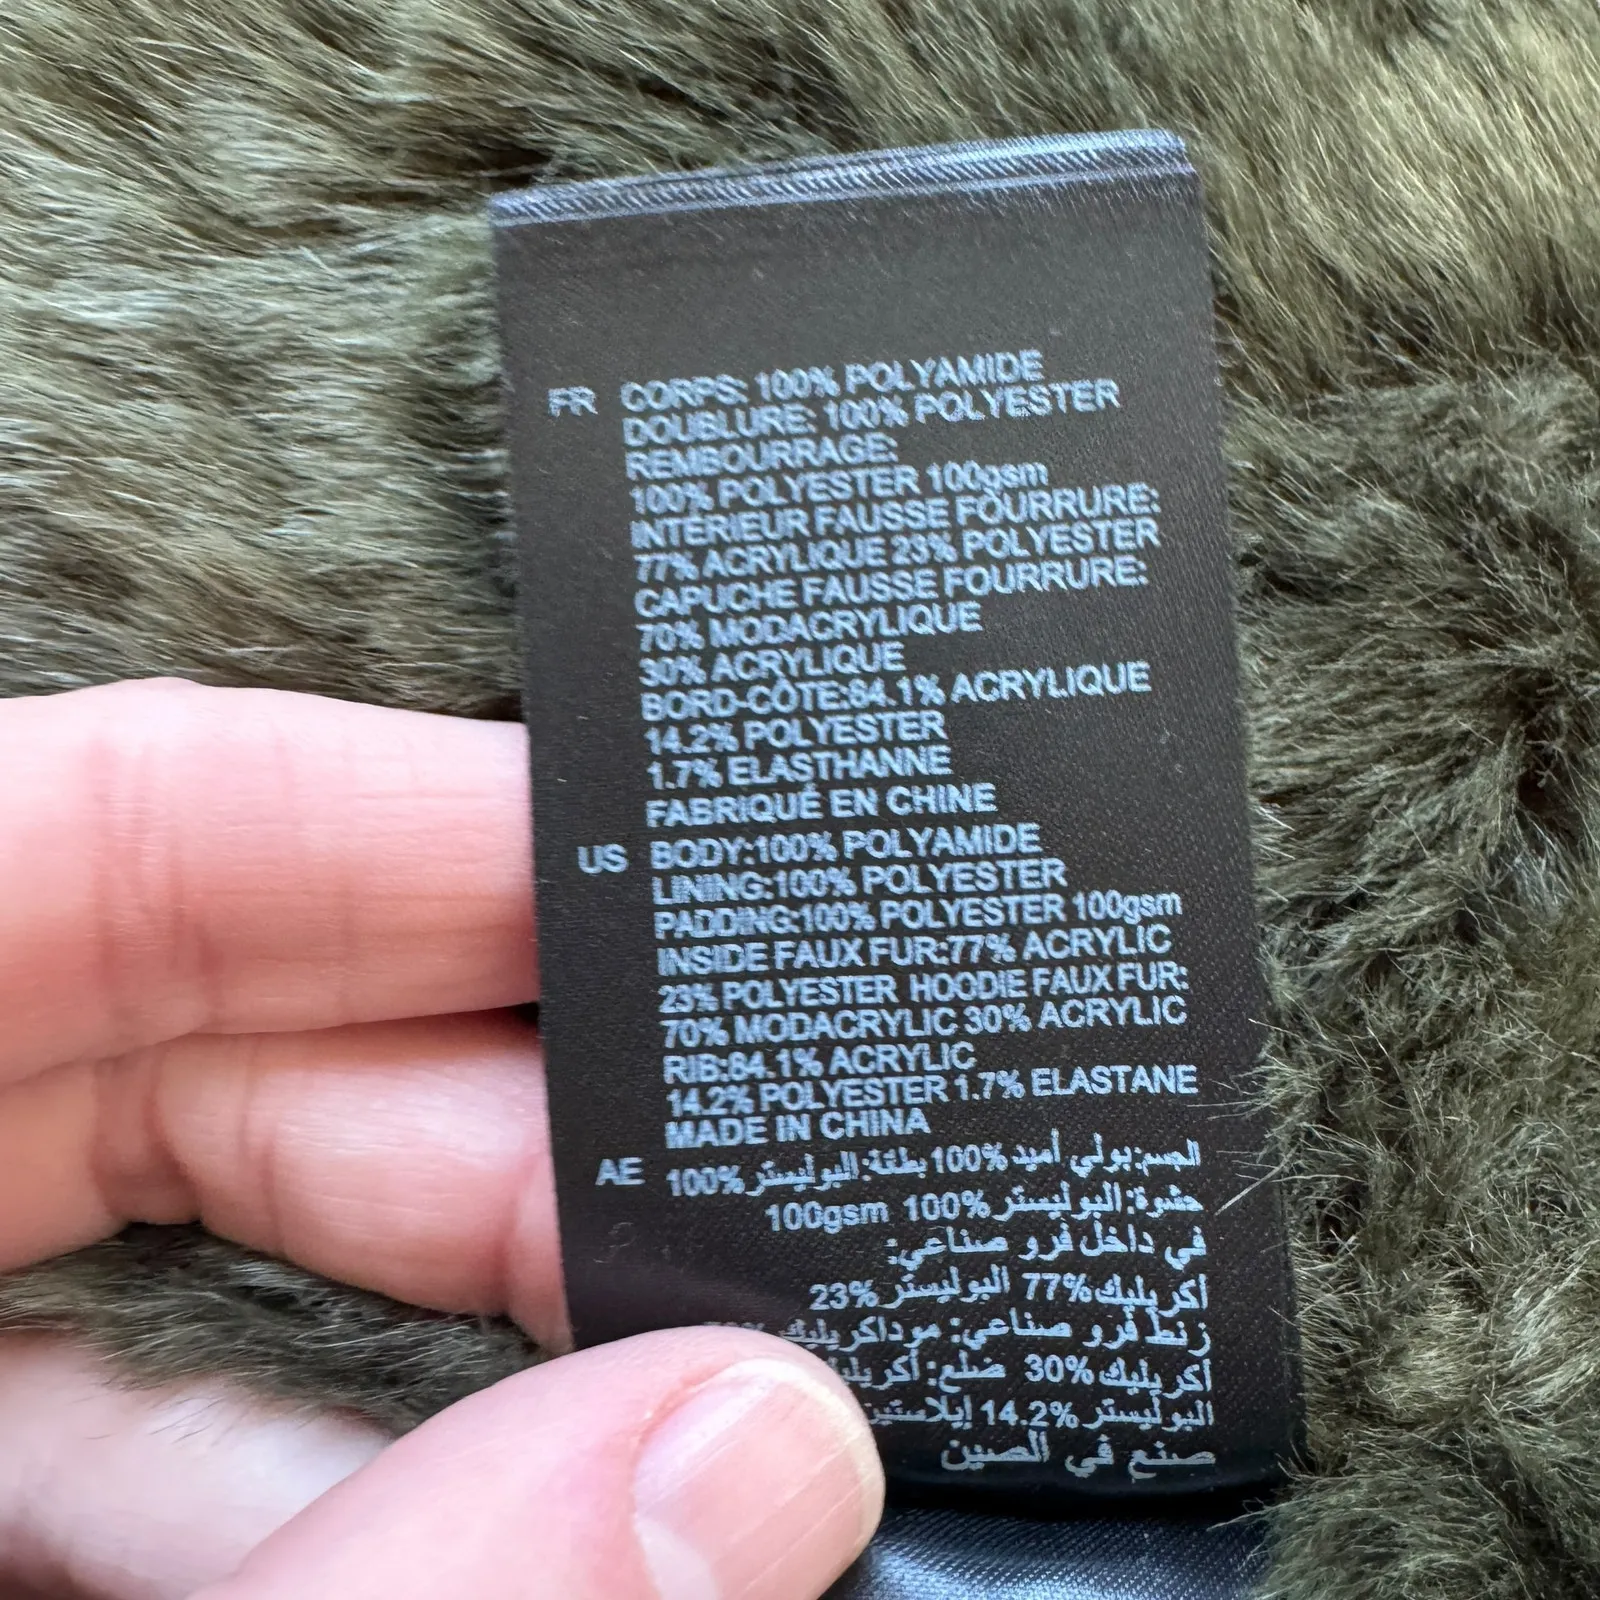 FR CORPS: 100% POLYAMIDE
DOUBLURE: 100% POLYESTER
REMBOURRAGE:
100% POLYESTER 100gsm
INTÉRIEUR FAUSSE FOURRURE:
77% ACRYLIQUE 23% POLYESTER
CAPUCHE FAUSSE FOURRURE:
70% MODACRYLIQUE
30% ACRYLIQUE
BORD-CÔTE:84.1% ACRYLIQUE
14.2% POLYESTER
1.7% ELASTHANNE
FABRIQUÉ EN CHINE
US BODY:100% POLYAMIDE
LINING:100% POLYESTER
PADDING:100% POLYESTER 100gsm
INSIDE FAUX FUR:77% ACRYLIC
23% POLYESTER HOODIE FAUX FUR:
70% MODACRYLIC 30% ACRYLIC
RIB:84.1% ACRYLIC
14.2% POLYESTER 1.7% ELASTANE
MADE IN CHINA
AE الجسم:بولي أميد 100% بطانة: البوليستر 100%
حشوة: البوليستر 100% 100gsm
في داخل فرو صناعي:
أكريليك 77% البوليستر 23%
زنط فرو صناعي: موداكريليك
أكريليك 30% ضلع:
البوليستر 14.2% إيلاستين
صنع في الصين